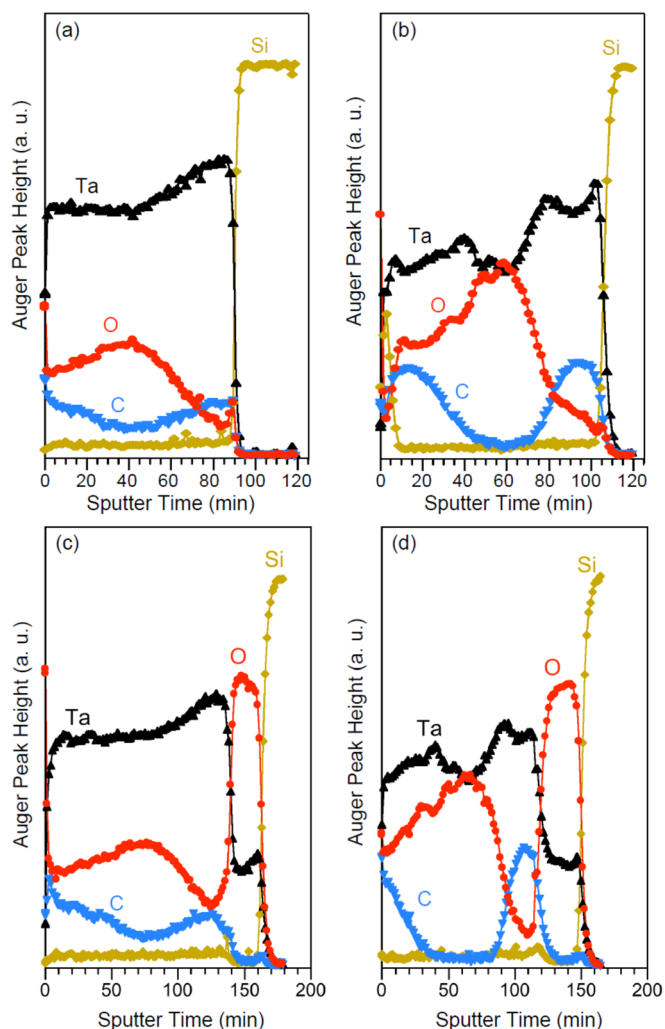 (a)
Si
Ta
O
C
Auger Peak Height (a. u.)
0 20 40 60 80 100 120
Sputter Time (min)
(b)
Si
Ta
O
C
Auger Peak Height (a. u.)
0 20 40 60 80 100 120
Sputter Time (min)
(c)
Si
O
Ta
C
Auger Peak Height (a. u.)
0 50 100 150 200
Sputter Time (min)
(d)
Si
O
Ta
C
Auger Peak Height (a. u.)
0 50 100 150 200
Sputter Time (min)